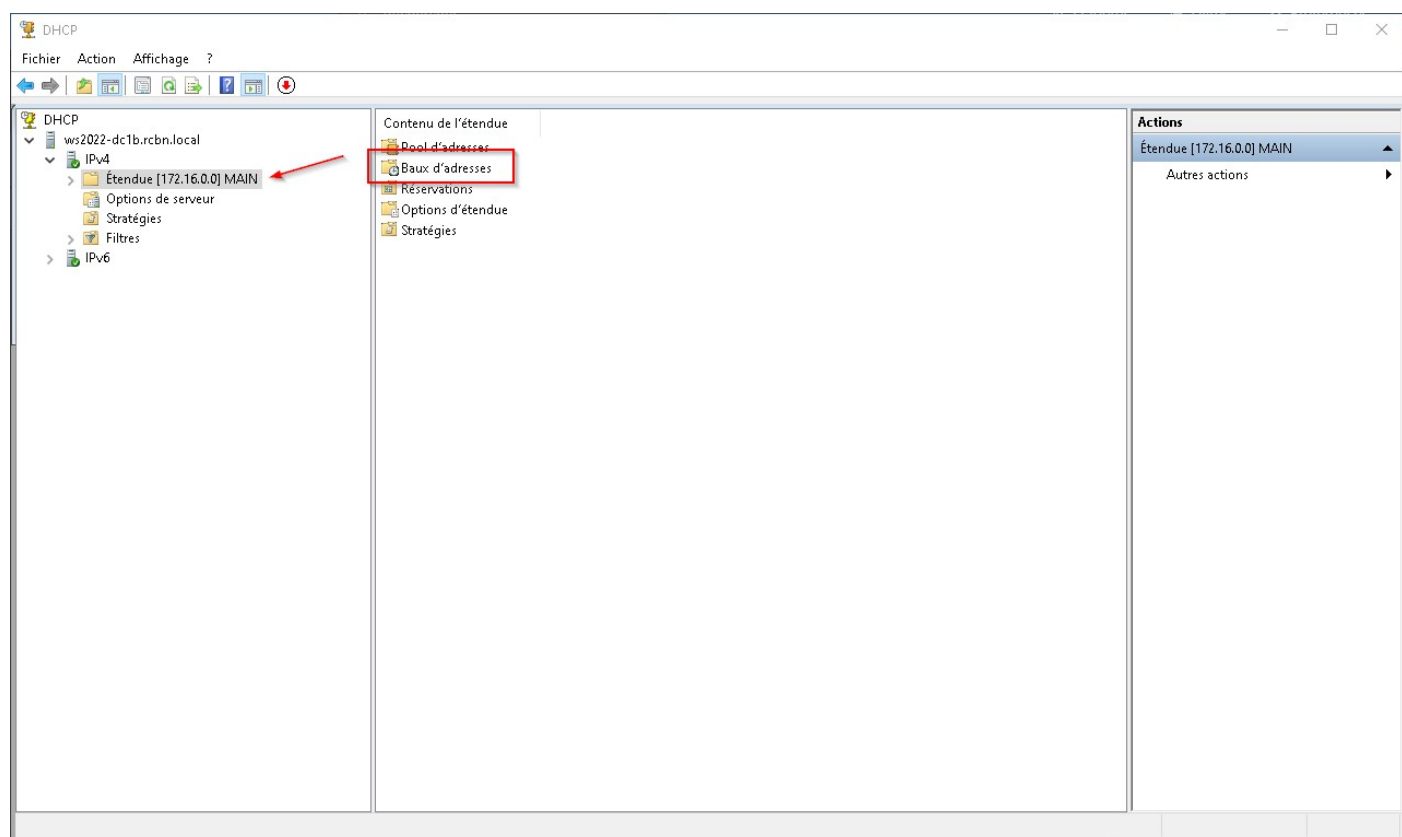 DHCP
Fichier Action Affichage ?
DHCP
ws2022-dc1b.rcbn.local
IPv4
Étendue [172.16.0.0] MAIN
Options de serveur
Stratégies
Filtres
IPv6
Contenu de l'étendue
Pool d'adresses
Baux d'adresses
Réservations
Options d'étendue
Stratégies
Actions
Étendue [172.16.0.0] MAIN
Autres actions